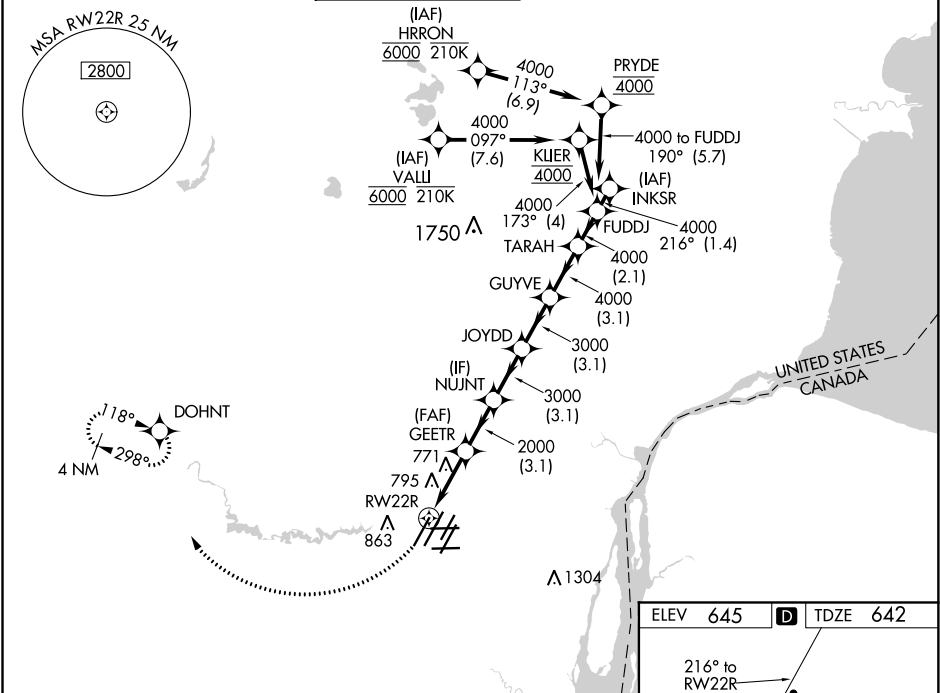 MSA RW22R 25 NM
2800
(IAF)
HRRON
6000 210K
4000
113°
(6.9)
PRYDE
4000
4000
097°
(7.6)
(IAF)
VALLI
6000 210K
KLIER
4000
4000 to FUDDJ
190° (5.7)
(IAF)
INKSR
4000
173° (4)
FUDDJ
4000
216° (1.4)
1750
TARAH
4000
(2.1)
GUYVE
4000
(3.1)
JOYDD
3000
(3.1)
(IF)
NUJNT
3000
(3.1)
(FAF)
GEETR
2000
(3.1)
UNITED STATES
CANADA
118°
DOHNT
298°
4 NM
771
795
RW22R
863
1304
ELEV 645 D TDZE 642
216° to
RW22R